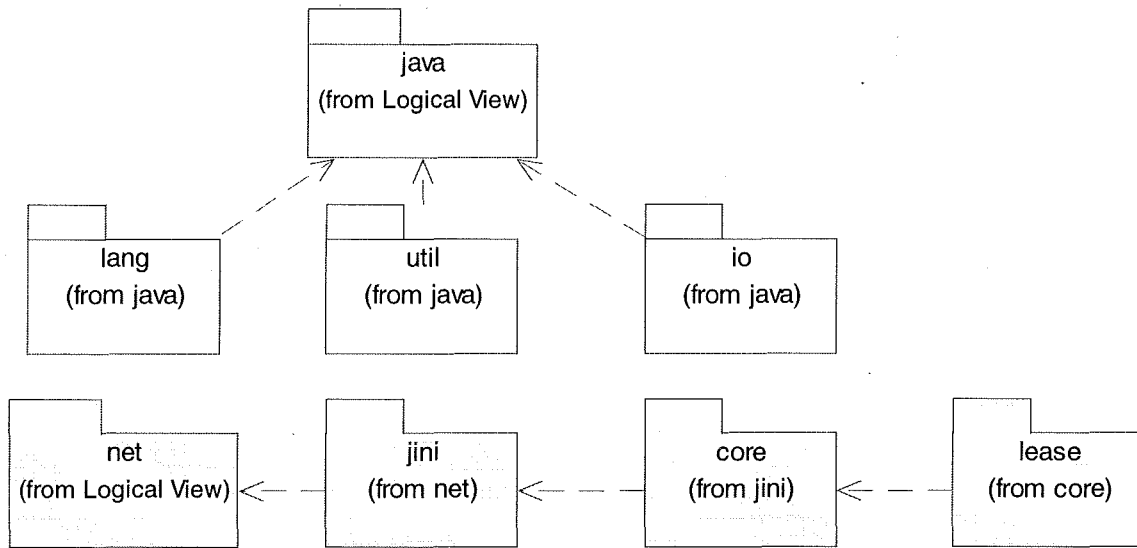 java
(from Logical View)
lang
(from java)
util
(from java)
io
(from java)
net
(from Logical View)
jini
(from net)
core
(from jini)
lease
(from core)